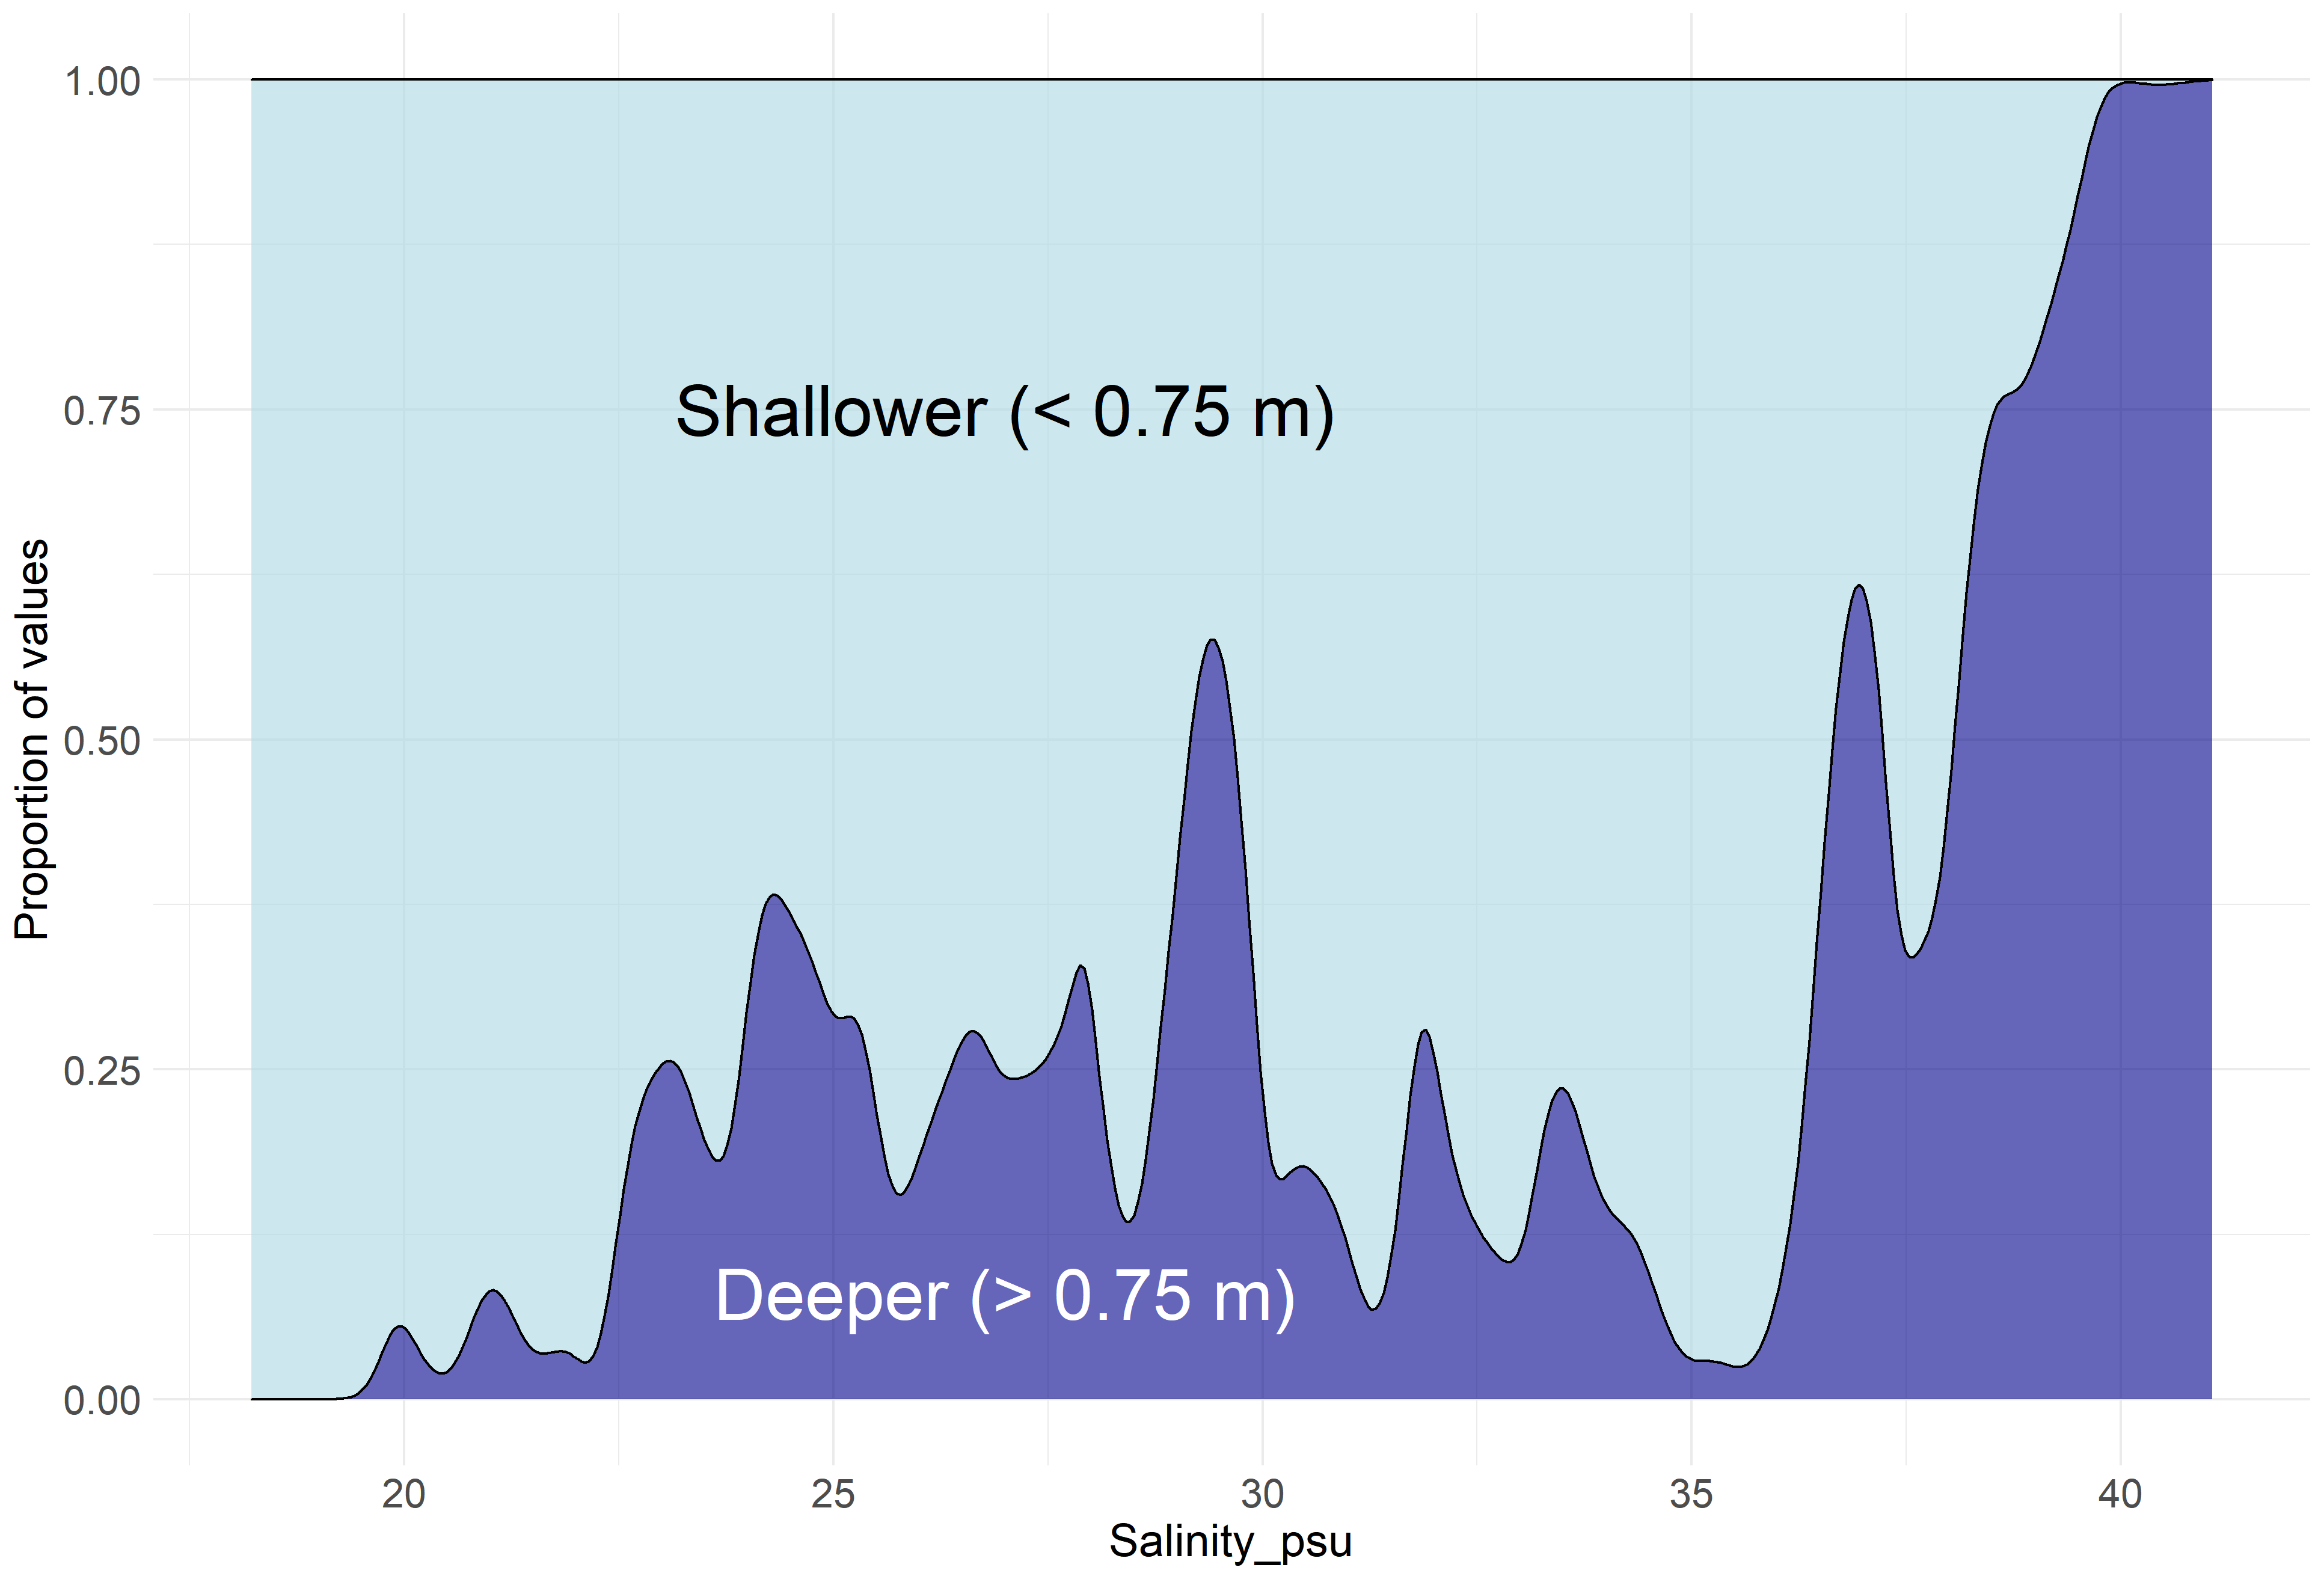 1.00
0.75
0.50
0.25
0.00
Proportion of values
Shallower (< 0.75 m)
Deeper (> 0.75 m)
20 25 30 35 40
Salinity_psu